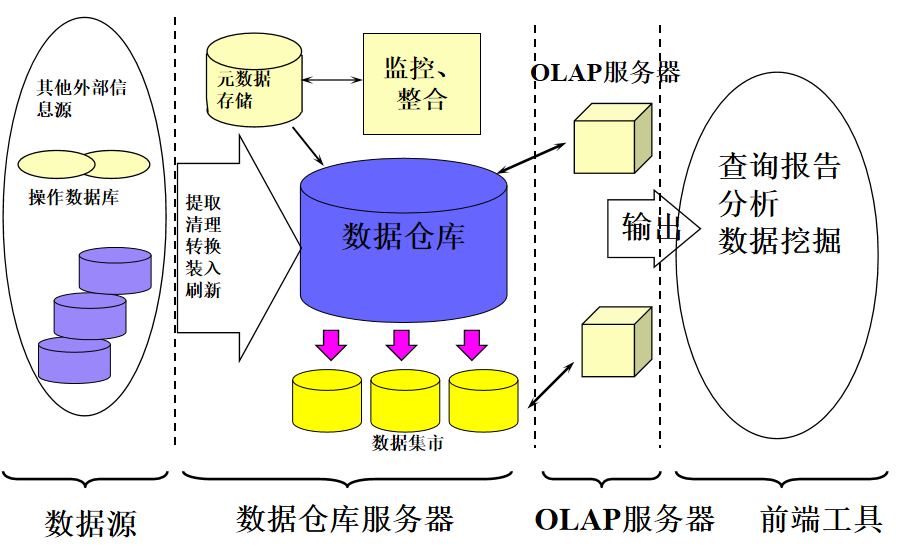 其他外部信
息源
操作数据库
元数据
存储
监控、
整合
提取
清理
转换
装入
刷新
数据仓库
数据集市
OLAP服务器
输出
查询报告
分析
数据挖掘
数据源
数据仓库服务器
OLAP服务器
前端工具